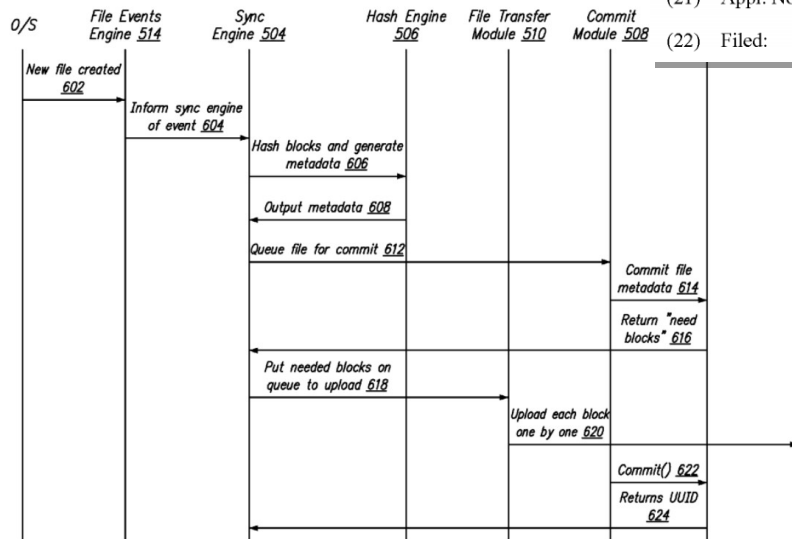 O/S
File Events
Engine 514
Sync
Engine 504
Hash Engine
506
File Transfer
Module 510
Commit
Module 508
(21) Appl. No
(22) Filed:
New file created
602
Inform sync engine
of event 604
Hash blocks and generate
metadata 606
Output metadata 608
Queue file for commit 612
Commit file
metadata 614
Return "need
blocks" 616
Put needed blocks on
queue to upload 618
Upload each block
one by one 620
Commit() 622
Returns UUID
624